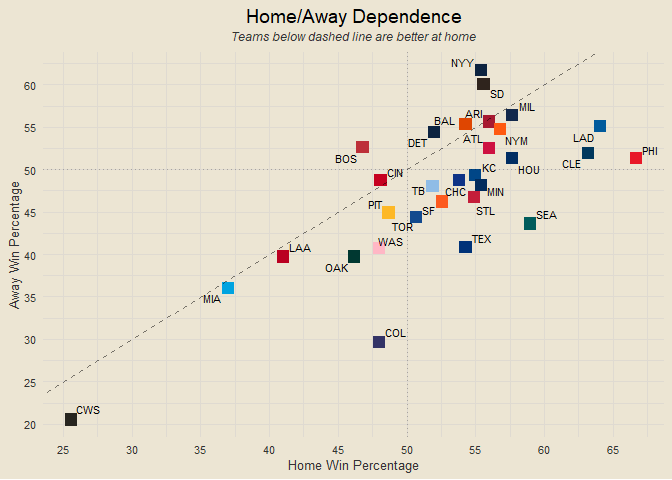 Home/Away Dependence
Teams below dashed line are better at home
Away Win Percentage
60
55
50
45
40
35
30
25
20
NYY
SD
MIL
ARI
BAL
DET
ATL
NYM
LAD
BOS
HOU
CLE
PHI
CIN
KC
TB
CHC
MIN
PIT
SF
STL
TOR
SEA
WAS
TEX
LAA
OAK
MIA
COL
CWS
25
30
35
40
45
50
55
60
65
Home Win Percentage